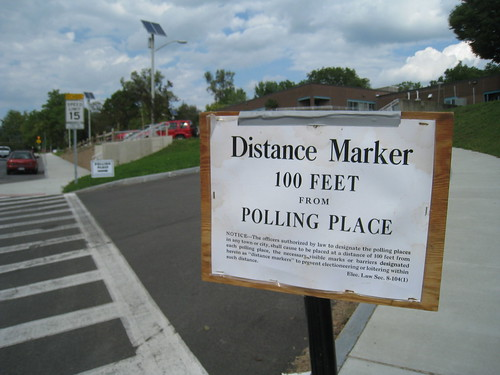 Distance Marker
100 FEET
FROM
POLLING PLACE
NOTICE.—The officers authorized by law to designate the polling places
in any town or city, shall cause to be placed at a distance of 100 feet from
each polling place, the necessary visible marks or barriers designated
herein as "distance markers" to prevent electioneering or loitering within
such distance.
Elec. Law Sec. 8-104(1)
15